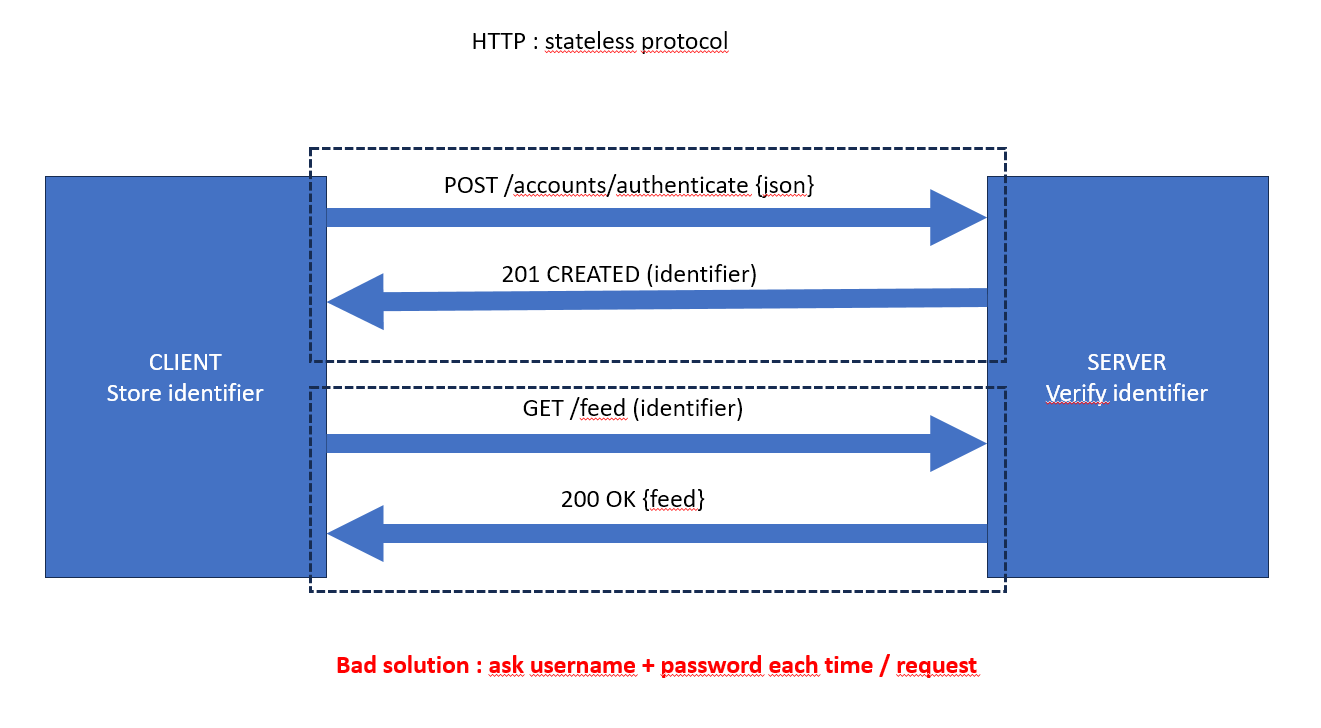 HTTP : stateless protocol
POST /accounts/authenticate {json}
201 CREATED (identifier)
CLIENT
Store identifier
SERVER
Verify identifier
GET /feed (identifier)
200 OK {feed}
Bad solution : ask username + password each time / request